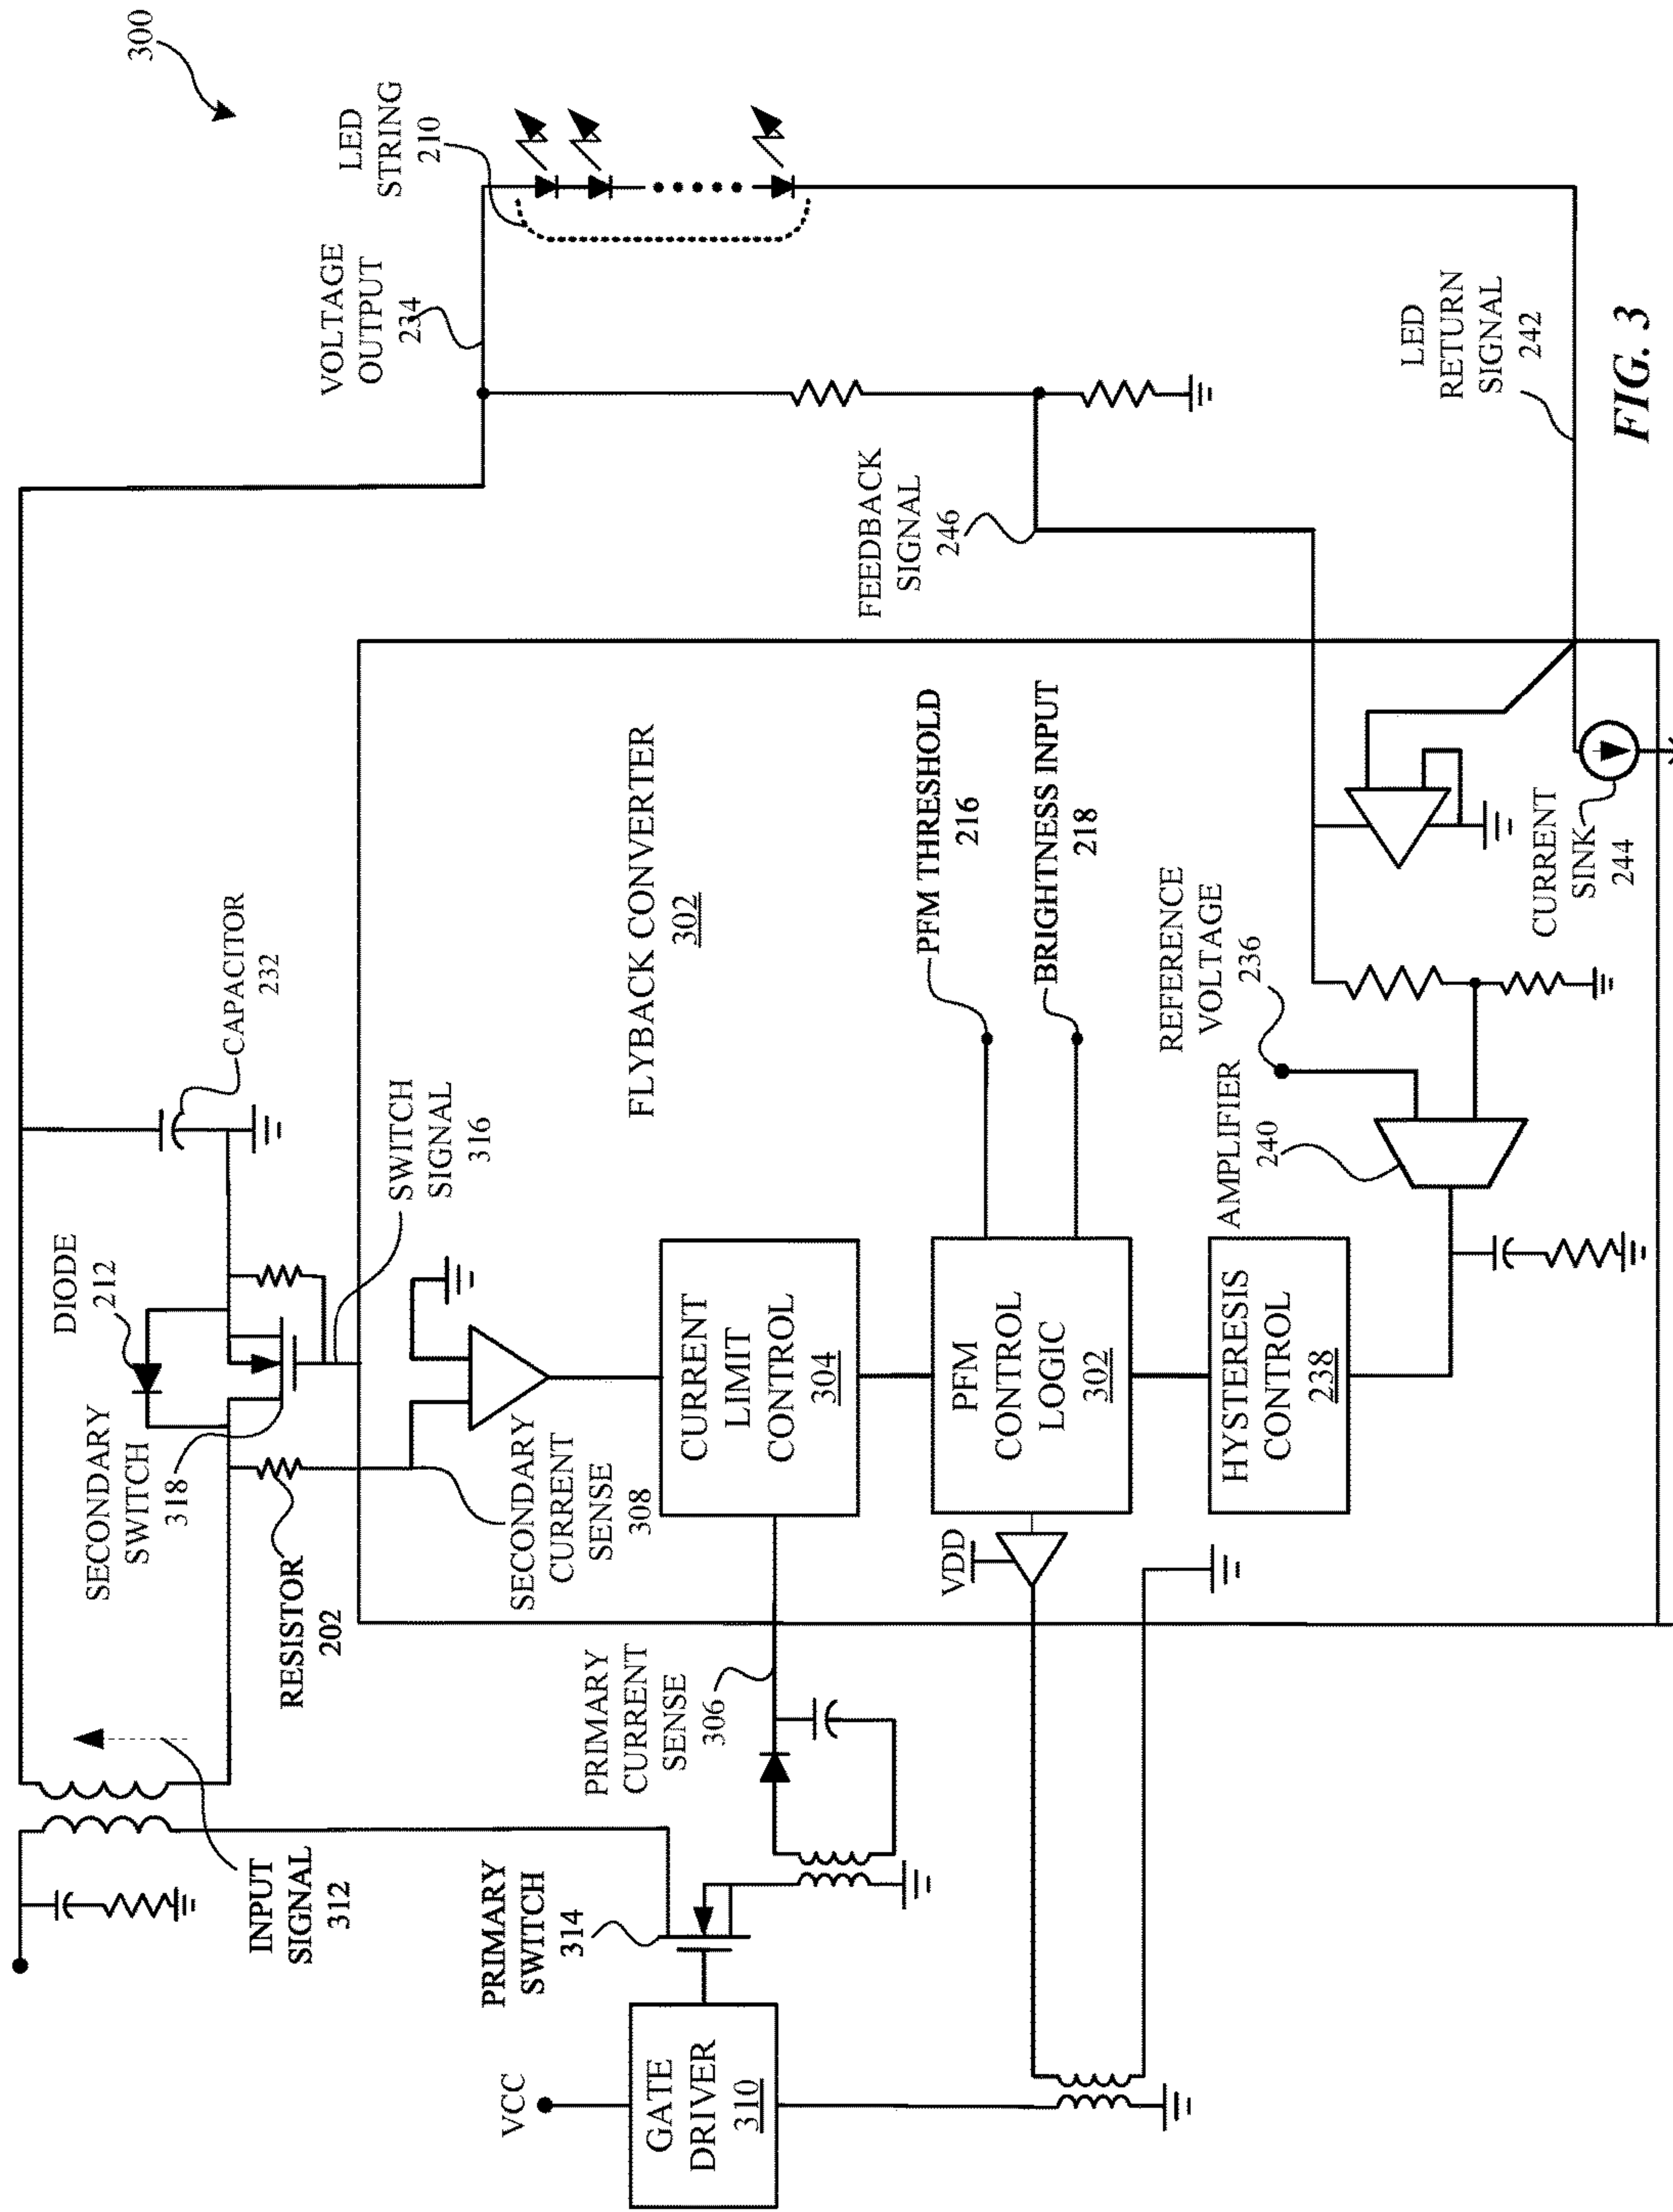 300
LED
STRING
210
VOLTAGE
OUTPUT
234
CAPACITOR
232
DIODE
212
SECONDARY
SWITCH
318
RESISTOR
202
SWITCH
SIGNAL
316
INPUT
SIGNAL
312
FLYBACK CONVERTER
302
SECONDARY
CURRENT
SENSE
308
CURRENT
LIMIT
CONTROL
304
PRIMARY
CURRENT
SENSE
306
PRIMARY
SWITCH
314
VCC
GATE
DRIVER
310
VDD
PFM
CONTROL
LOGIC
302
PFM THRESHOLD
216
BRIGHTNESS INPUT
218
FEEDBACK
SIGNAL
246
HYSTERESIS
CONTROL
238
AMPLIFIER
240
REFERENCE
VOLTAGE
236
CURRENT
SINK
244
LED
RETURN
SIGNAL
242
FIG. 3